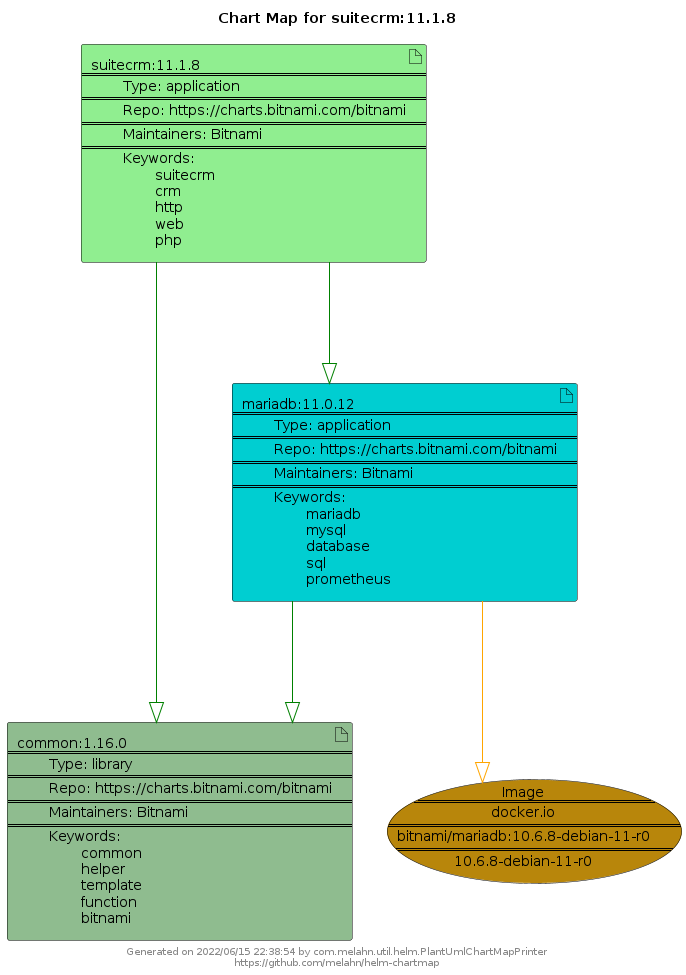 Chart Map for suitecrm:11.1.8
suitecrm:11.1.8
Type: application
Repo: https://charts.bitnami.com/bitnami
Maintainers: Bitnami
Keywords:
suitecrm
crm
http
web
php
mariadb:11.0.12
Type: application
Repo: https://charts.bitnami.com/bitnami
Maintainers: Bitnami
Keywords:
mariadb
mysql
database
sql
prometheus
common:1.16.0
Type: library
Repo: https://charts.bitnami.com/bitnami
Maintainers: Bitnami
Keywords:
common
helper
template
function
bitnami
Image
docker.io
bitnami/mariadb:10.6.8-debian-11-r0
10.6.8-debian-11-r0
Generated on 2022/06/15 22:38:54 by com.melahn.util.helm.PlantUmlChartMapPrinter
https://github.com/melahn/helm-chartmap